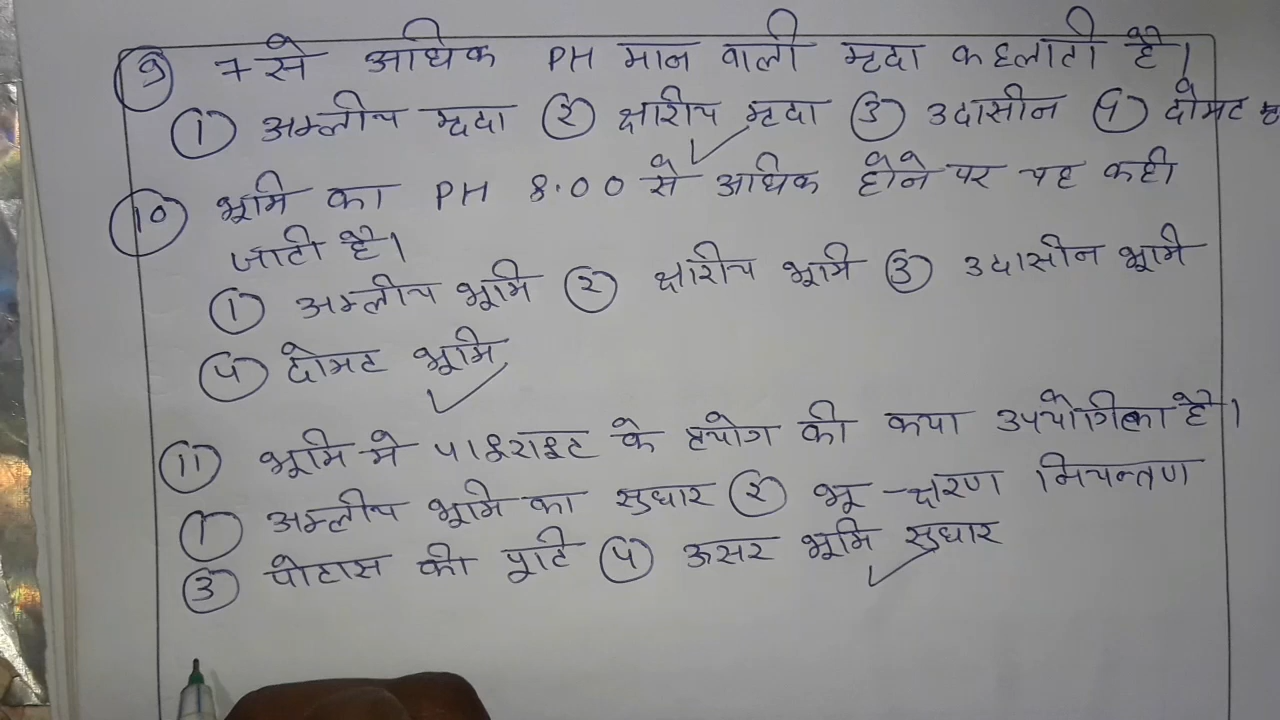 9 7 से अधिक PH मान वाली मृदा कहलाती है।
1 अम्लीय मृदा 2 क्षारीय मृदा 3 उदासीन 4 दोमट
10 भूमि का PH 8.00 से अधिक होने पर यह कही
जाती है।
1 अम्लीय भूमि 2 क्षारीय भूमि 3 उदासीन भूमि
4 दोमट भूमि
11 भूमि मे पाइराइट के प्रयोग की क्या उपयोगिता है।
1 अम्लीय भूमि का सुधार 2 भू-क्षरण नियन्त्रण
3 पोटास की पूर्ति 4 ऊसर भूमि सुधार